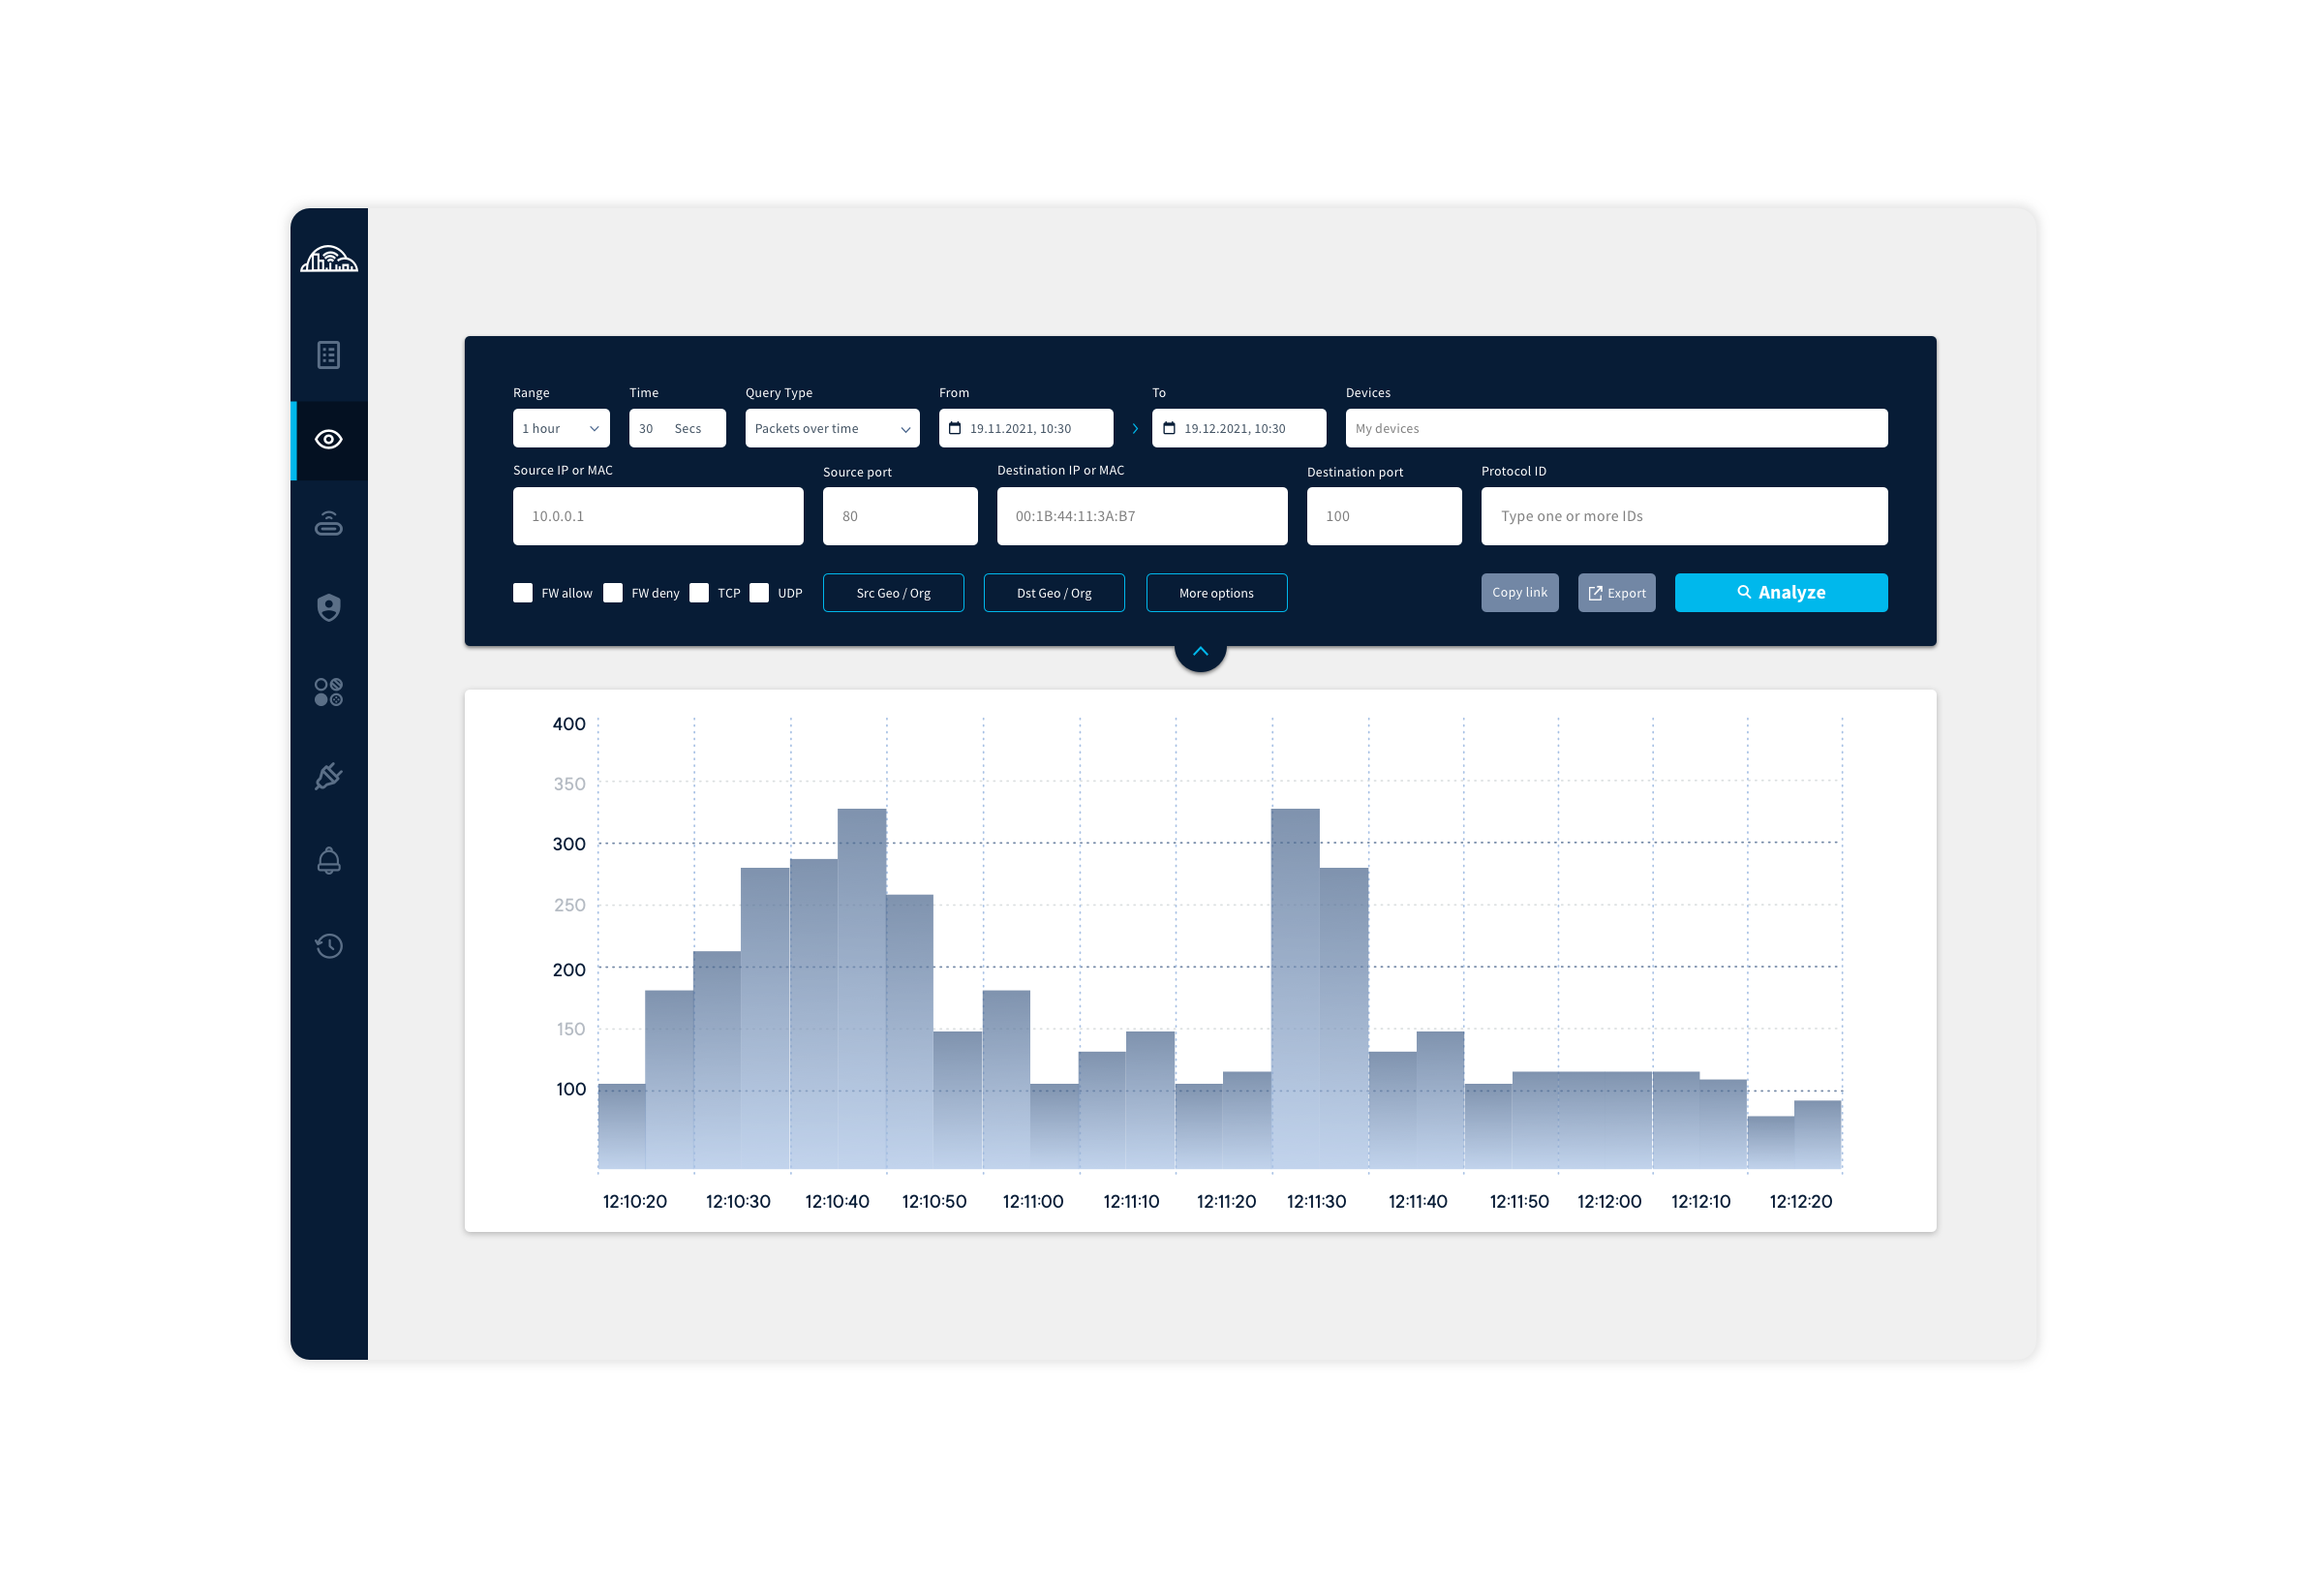 Range Time Query Type From To Devices
1 hour 30 Secs Packets over time 19.11.2021, 10:30 19.12.2021, 10:30 My devices
Source IP or MAC Source port Destination IP or MAC Destination port Protocol ID
10.0.0.1 80 00:1B:44:11:3A:B7 100 Type one or more IDs
FW allow FW deny TCP UDP Src Geo / Org Dst Geo / Org More options Copy link Export Analyze
400
350
300
250
200
150
100
12:10:20 12:10:30 12:10:40 12:10:50 12:11:00 12:11:10 12:11:20 12:11:30 12:11:40 12:11:50 12:12:00 12:12:10 12:12:20